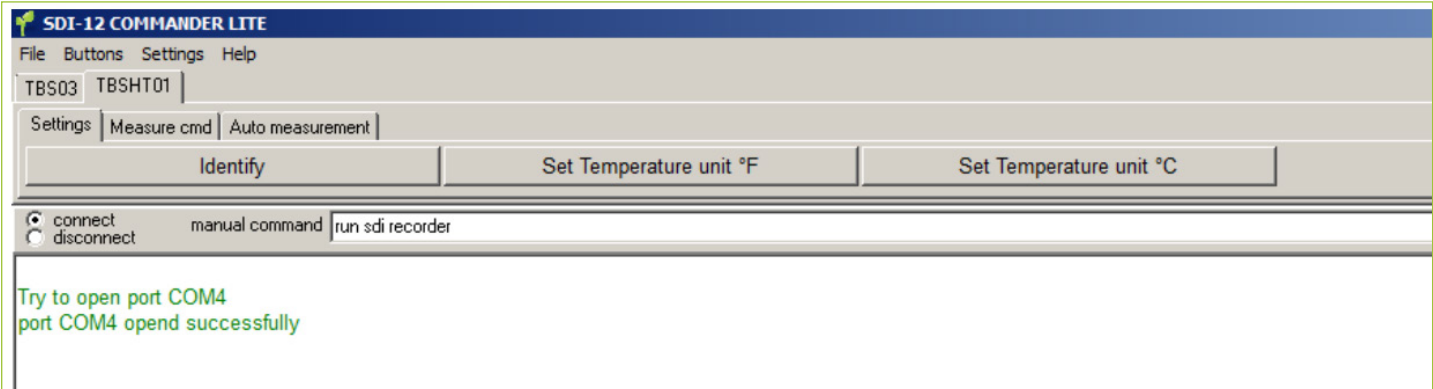 SDI-12 COMMANDER LITE
File Buttons Settings Help
TBS03 TBSHT01
Settings Measure cmd Auto measurement
Identify Set Temperature unit °F Set Temperature unit °C
connect
disconnect
manual command run sdi recorder
Try to open port COM4
port COM4 opend successfully